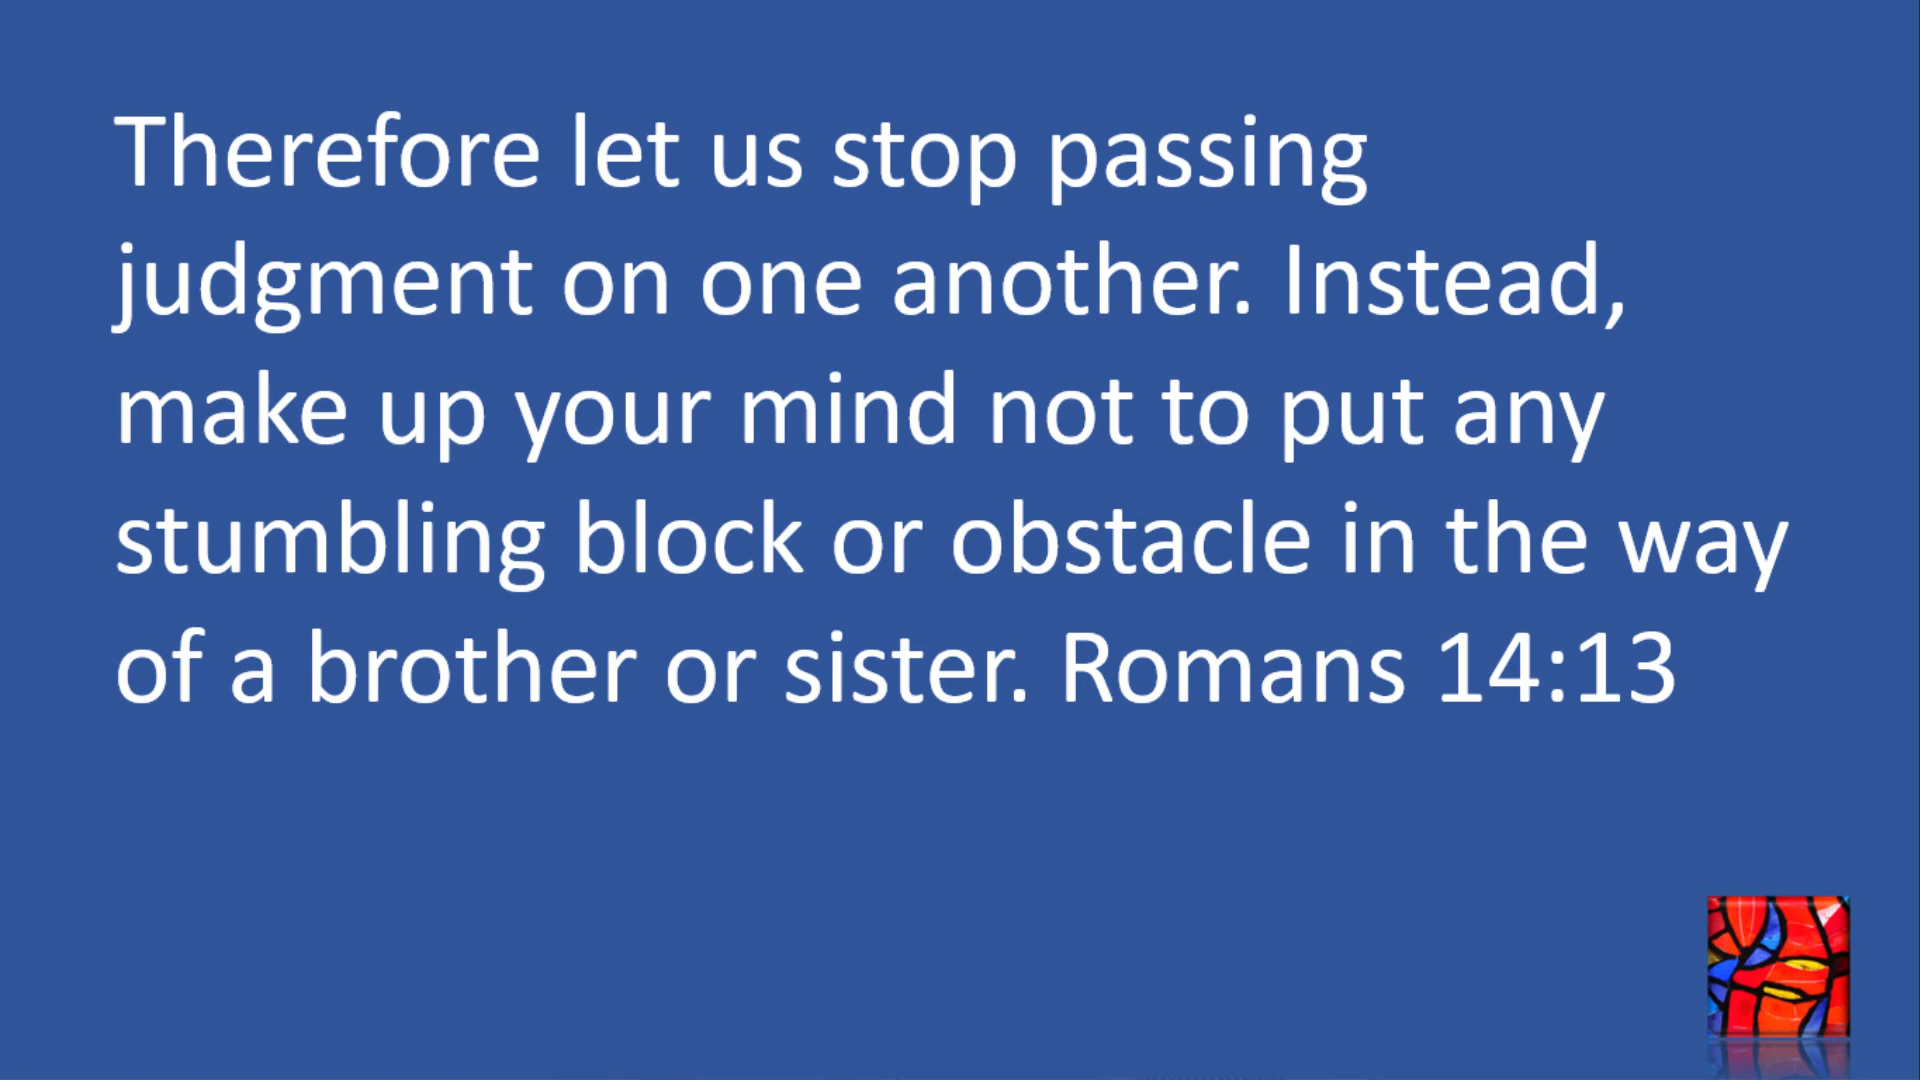 Therefore let us stop passing
judgment on one another. Instead,
make up your mind not to put any
stumbling block or obstacle in the way
of a brother or sister. Romans 14:13